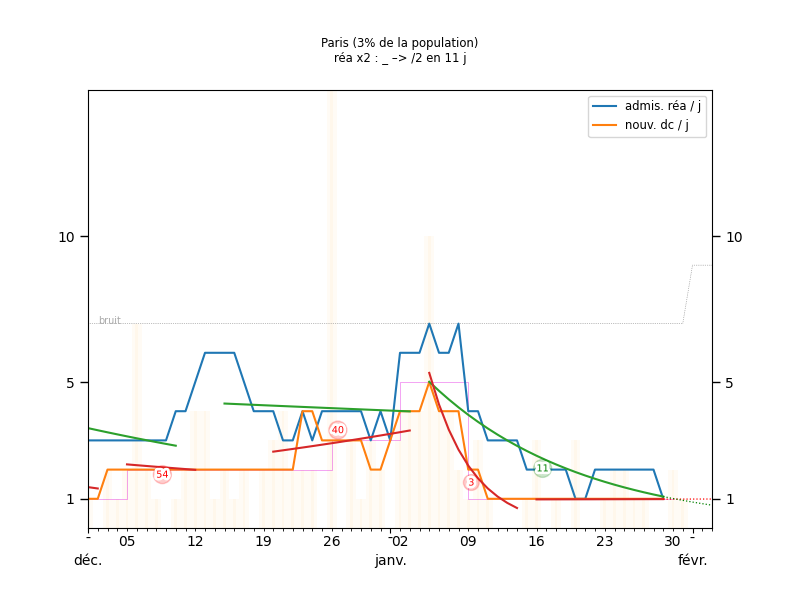 Paris (3% de la population)
réa x2 : _ –> /2 en 11 j
admis. réa / j
nouv. dc / j
10
10
bruit
5
5
40
54
11
3
1
1
- 05 12 19 26 - 02 09 16 23 30 -
déc. janv. févr.